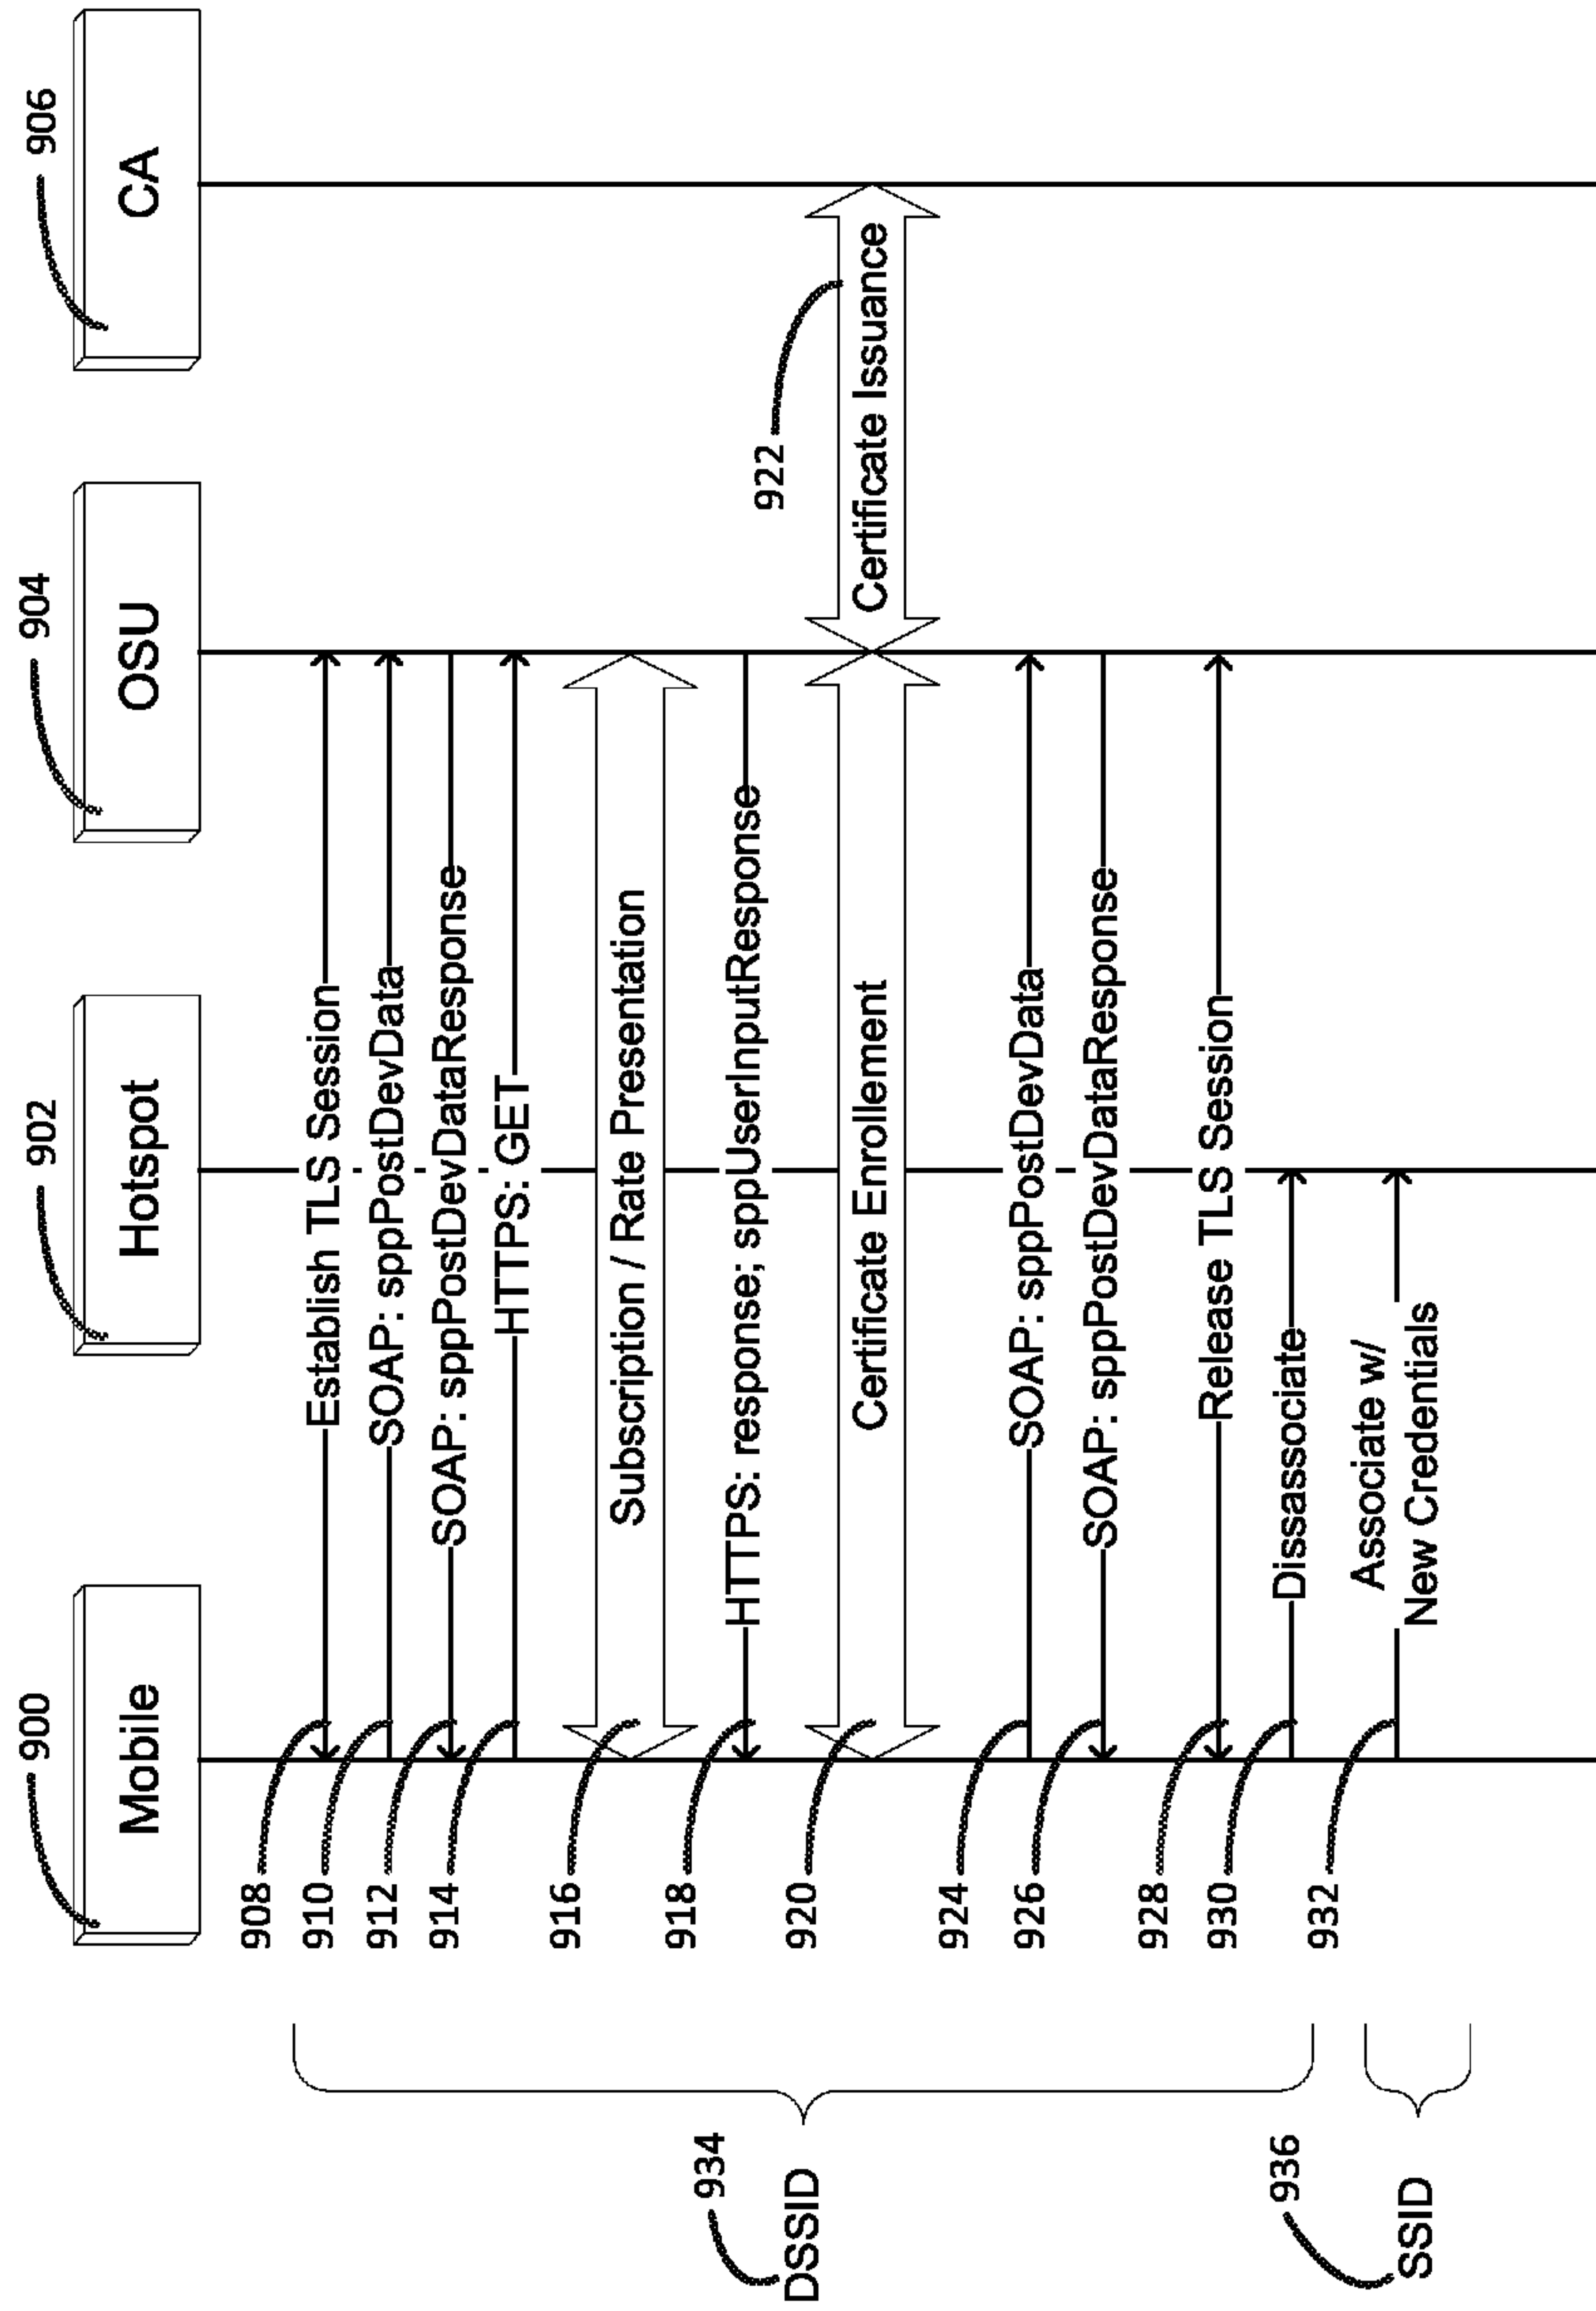 900
902
904
906
Mobile
Hotspot
OSU
CA
908
Establish TLS Session
910
SOAP: sppPostDevData
912
SOAP: sppPostDevDataResponse
914
HTTPS: GET
916
Subscription / Rate Presentation
918
HTTPS: response; sppUserInputResponse
920
Certificate Enrollement
922
Certificate Issuance
924
SOAP: sppPostDevData
926
SOAP: sppPostDevDataResponse
928
Release TLS Session
930
Dissassociate
932
Associate w/
New Credentials
934
DSSID
936
SSID